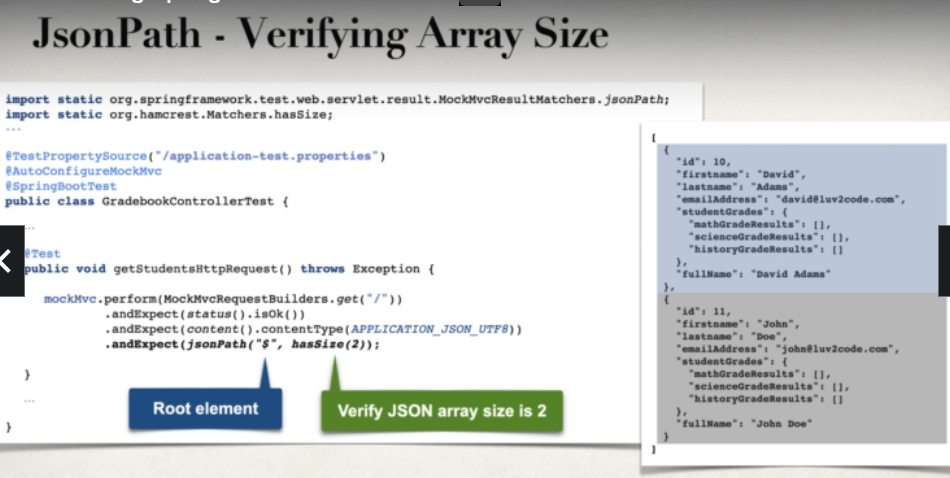 JsonPath - Verifying Array Size
import static org.springframework.test.web.servlet.result.MockMvcResultMatchers.jsonPath;
import static org.hamcrest.Matchers.hasSize;
...
@TestPropertySource("/application-test.properties")
@AutoConfigureMockMvc
@SpringBootTest
public class GradebookControllerTest {
...
@Test
public void getStudentsHttpRequest() throws Exception {
mockMvc.perform(MockMvcRequestBuilders.get("/"))
.andExpect(status().isOk())
.andExpect(content().contentType(APPLICATION_JSON_UTF8))
.andExpect(jsonPath("$", hasSize(2));
}
...
}
Root element
Verify JSON array size is 2
[
{
"id": 10,
"firstname": "David",
"lastname": "Adams",
"emailAddress": "david@luv2code.com",
"studentGrades": {
"mathGradeResults": [],
"scienceGradeResults": [],
"historyGradeResults": []
},
"fullName": "David Adams"
},
{
"id": 11,
"firstname": "John",
"lastname": "Doe",
"emailAddress": "john@luv2code.com",
"studentGrades": {
"mathGradeResults": [],
"scienceGradeResults": [],
"historyGradeResults": []
},
"fullName": "John Doe"
}
]